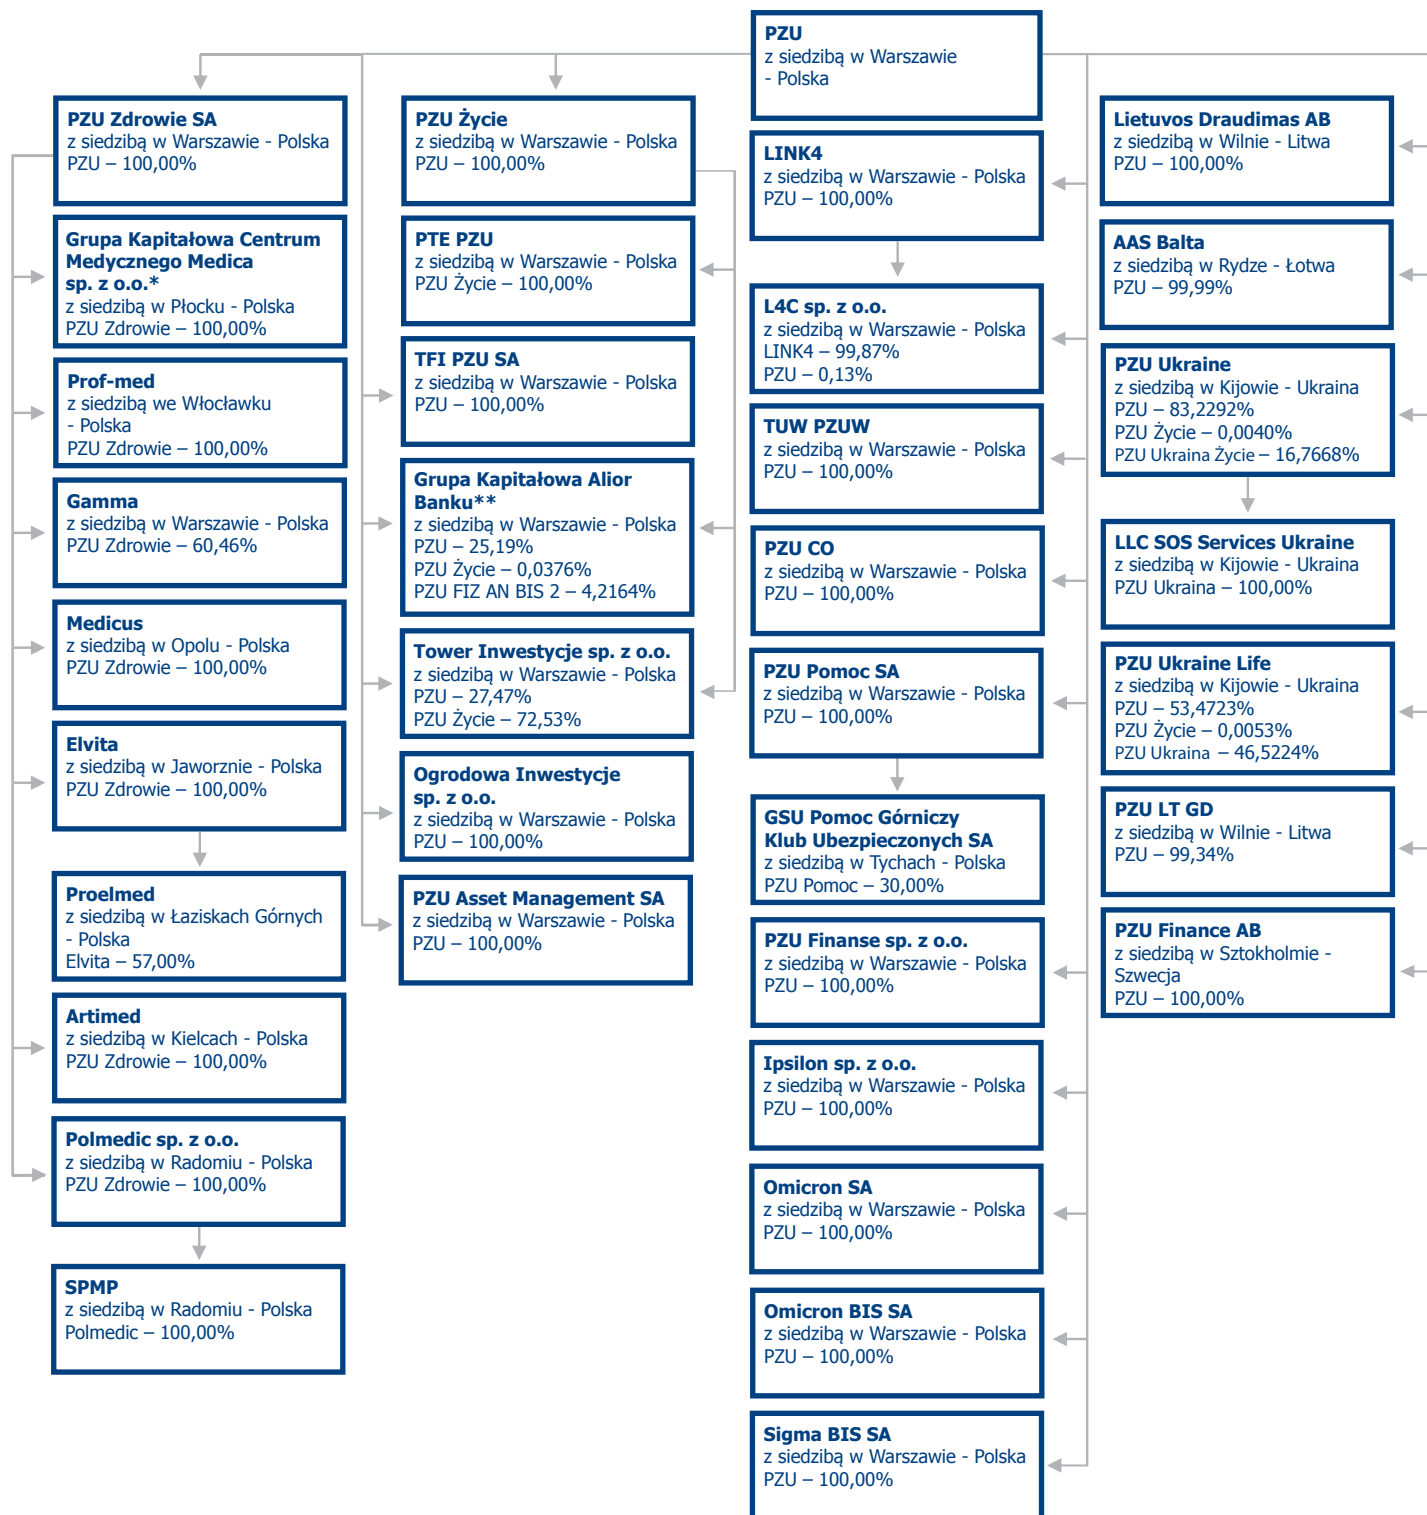 PZU
z siedzibą w Warszawie
- Polska
PZU Zdrowie SA
z siedzibą w Warszawie - Polska
PZU – 100,00%
Grupa Kapitałowa Centrum
Medycznego Medica
sp. z o.o.*
z siedzibą w Płocku - Polska
PZU Zdrowie – 100,00%
Prof-med
z siedzibą we Włocławku
- Polska
PZU Zdrowie – 100,00%
Gamma
z siedzibą w Warszawie - Polska
PZU Zdrowie – 60,46%
Medicus
z siedzibą w Opolu - Polska
PZU Zdrowie – 100,00%
Elvita
z siedzibą w Jaworznie - Polska
PZU Zdrowie – 100,00%
Proelmed
z siedzibą w Łaziskach Górnych
- Polska
Elvita – 57,00%
Artimed
z siedzibą w Kielcach - Polska
PZU Zdrowie – 100,00%
Polmedic sp. z o.o.
z siedzibą w Radomiu - Polska
PZU Zdrowie – 100,00%
SPMP
z siedzibą w Radomiu - Polska
Polmedic – 100,00%
PZU Życie
z siedzibą w Warszawie - Polska
PZU – 100,00%
PTE PZU
z siedzibą w Warszawie - Polska
PZU Życie – 100,00%
TFI PZU SA
z siedzibą w Warszawie - Polska
PZU – 100,00%
Grupa Kapitałowa Alior
Banku**
z siedzibą w Warszawie - Polska
PZU – 25,19%
PZU Życie – 0,0376%
PZU FIZ AN BIS 2 – 4,2164%
Tower Inwestycje sp. z o.o.
z siedzibą w Warszawie - Polska
PZU – 27,47%
PZU Życie – 72,53%
Ogrodowa Inwestycje
sp. z o.o.
z siedzibą w Warszawie - Polska
PZU – 100,00%
PZU Asset Management SA
z siedzibą w Warszawie - Polska
PZU – 100,00%
LINK4
z siedzibą w Warszawie - Polska
PZU – 100,00%
L4C sp. z o.o.
z siedzibą w Warszawie - Polska
LINK4 – 99,87%
PZU – 0,13%
TUW PZUW
z siedzibą w Warszawie - Polska
PZU – 100,00%
PZU CO
z siedzibą w Warszawie - Polska
PZU – 100,00%
PZU Pomoc SA
z siedzibą w Warszawie - Polska
PZU – 100,00%
GSU Pomoc Górniczy
Klub Ubezpieczonych SA
z siedzibą w Tychach - Polska
PZU Pomoc – 30,00%
PZU Finanse sp. z o.o.
z siedzibą w Warszawie - Polska
PZU – 100,00%
Ipsilon sp. z o.o.
z siedzibą w Warszawie - Polska
PZU – 100,00%
Omicron SA
z siedzibą w Warszawie - Polska
PZU – 100,00%
Omicron BIS SA
z siedzibą w Warszawie - Polska
PZU – 100,00%
Sigma BIS SA
z siedzibą w Warszawie - Polska
PZU – 100,00%
Lietuvos Draudimas AB
z siedzibą w Wilnie - Litwa
PZU – 100,00%
AAS Balta
z siedzibą w Rydze - Łotwa
PZU – 99,99%
PZU Ukraine
z siedzibą w Kijowie - Ukraina
PZU – 83,2292%
PZU Życie – 0,0040%
PZU Ukraina Życie – 16,7668%
LLC SOS Services Ukraine
z siedzibą w Kijowie - Ukraina
PZU Ukraina – 100,00%
PZU Ukraine Life
z siedzibą w Kijowie - Ukraina
PZU – 53,4723%
PZU Życie – 0,0053%
PZU Ukraina – 46,5224%
PZU LT GD
z siedzibą w Wilnie - Litwa
PZU – 99,34%
PZU Finance AB
z siedzibą w Sztokholmie -
Szwecja
PZU – 100,00%